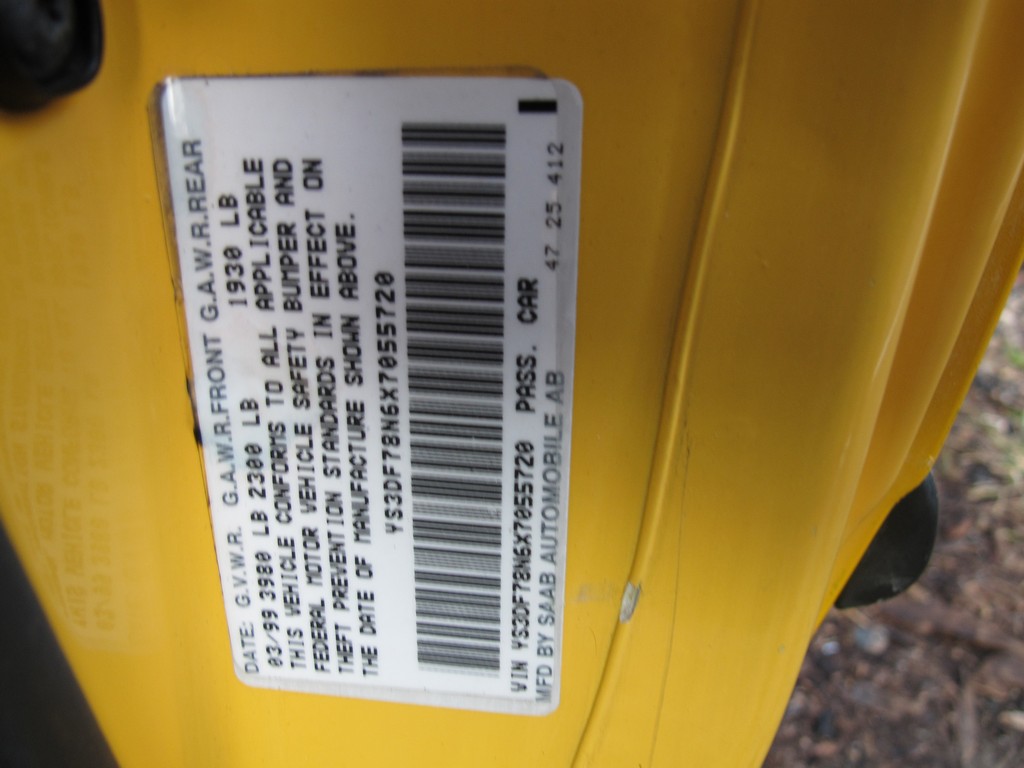 DATE: G.V.W.R. G.A.W.R.FRONT G.A.W.R.REAR
03/99 3980 LB 2300 LB 1930 LB
THIS VEHICLE CONFORMS TO ALL APPLICABLE
FEDERAL MOTOR VEHICLE SAFETY BUMPER AND
THEFT PREVENTION STANDARDS IN EFFECT ON
THE DATE OF MANUFACTURE SHOWN ABOVE.
YS3DF78N6X7055720
VIN YS3DF78N6X7055720 PASS. CAR
MFD BY SAAB AUTOMOBILE AB 47 25 412